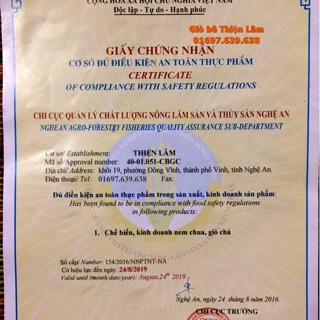 CỘNG HÒA XÃ HỘI CHỦ NGHĨA VIỆT NAM
Độc lập - Tự do - Hạnh phúc
Giò bê Thiện Lâm
01697.639.638
GIẤY CHỨNG NHẬN
CƠ SỞ ĐỦ ĐIỀU KIỆN AN TOÀN THỰC PHẨM
CERTIFICATE
OF COMPLIANCE WITH SAFETY REGULATIONS
CHI CỤC QUẢN LÝ CHẤT LƯỢNG NÔNG LÂM SẢN VÀ THỦY SẢN NGHỆ AN
NGHEAN AGRO-FORESTRY FISHERIES QUALITY ASSURANCE SUB-DEPARTMENT
Cơ sở/ Establishment: THIỆN LÂM
Mã số/ Approval number: 40-01.051-CBGC
Địa chỉ/ Address: khối 19, phường Đông Vĩnh, thành phố Vinh, tỉnh Nghệ An.
Điện thoại/ Tel: 01697.639.638 Fax:
Đủ điều kiện an toàn thực phẩm trong sản xuất, kinh doanh sản phẩm:
Has been found to be in compliance with food safety regulations
in following products:
1. Chế biến, kinh doanh nem chua, giò chả
Số cấp: 154/2016/NNPTNT-NA
Có hiệu lực đến ngày: 24/8/2019
Valid until (month/date/year): August,24th 2019
Nghệ An, ngày 24 tháng 8 năm 2016.
CHI CỤC TRƯỞNG